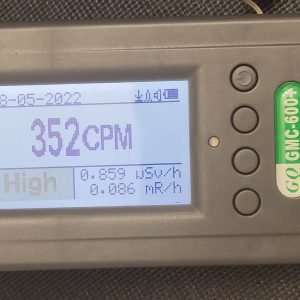 8-05-2022
352CPM
High
0.859 uSv/h
0.086 mR/h
GQ GMC-600+